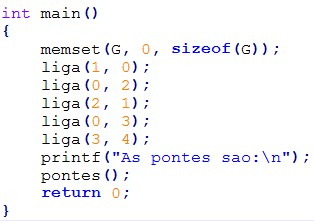 int main()
{
memset(G, 0, sizeof(G));
liga(1, 0);
liga(0, 2);
liga(2, 1);
liga(0, 3);
liga(3, 4);
printf("As pontes sao:\n");
pontes();
return 0;
}